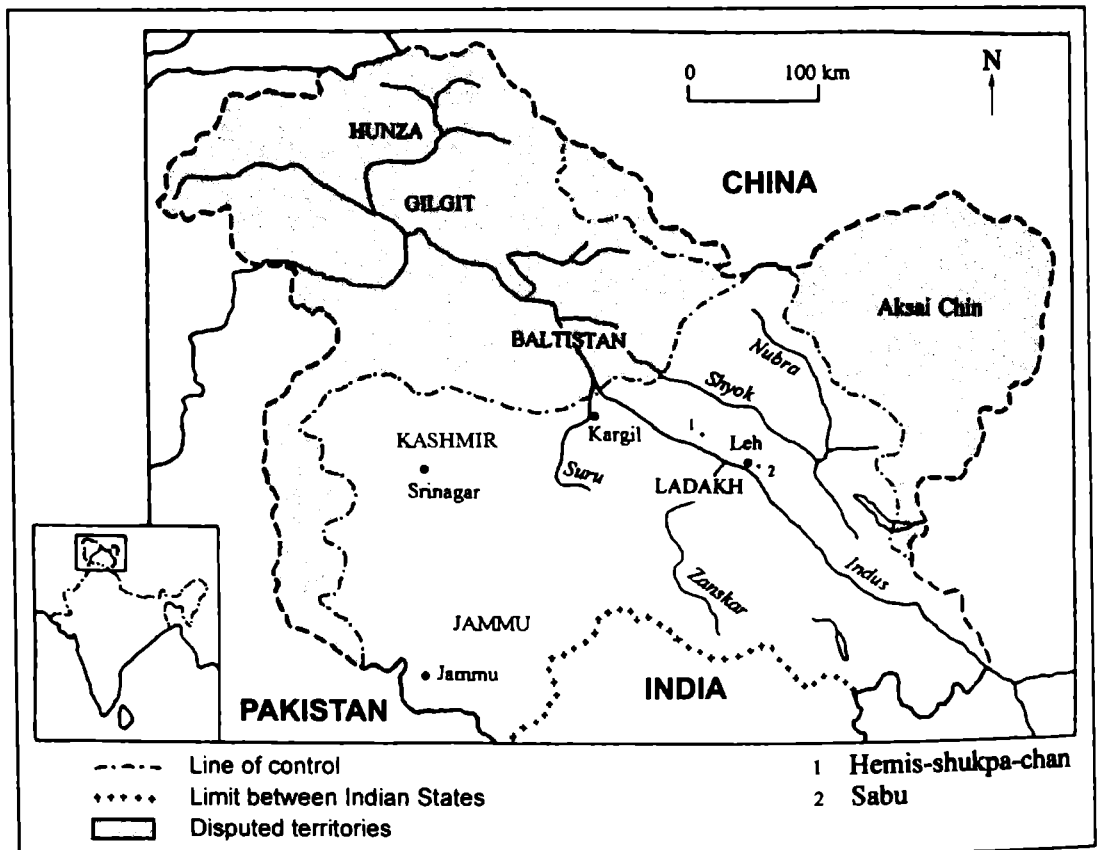 0 100 km
N
HUNZA
CHINA
GILGIT
Aksai Chin
BALTISTAN
Nubra
Shyok
Kargil
1
Leh
2
KASHMIR
Srinagar
Suru
LADAKH
Indus
Zanskar
JAMMU
Jammu
INDIA
PAKISTAN
Line of control
Limit between Indian States
Disputed territories
1 Hemis-shukpa-chan
2 Sabu